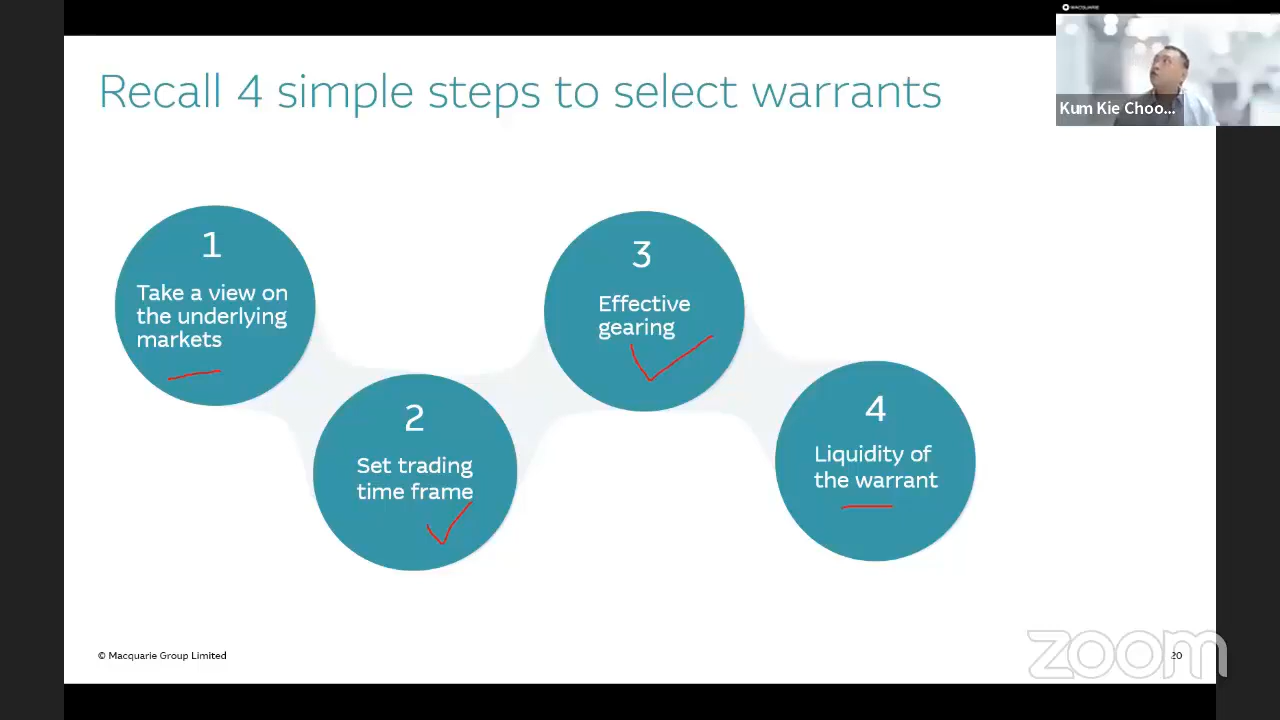 MACQUARIE
Recall 4 simple steps to select warrants
Kum Kie Choo...
1
Take a view on
the underlying
markets
2
Set trading
time frame
3
Effective
gearing
4
Liquidity of
the warrant
© Macquarie Group Limited
zoom
20